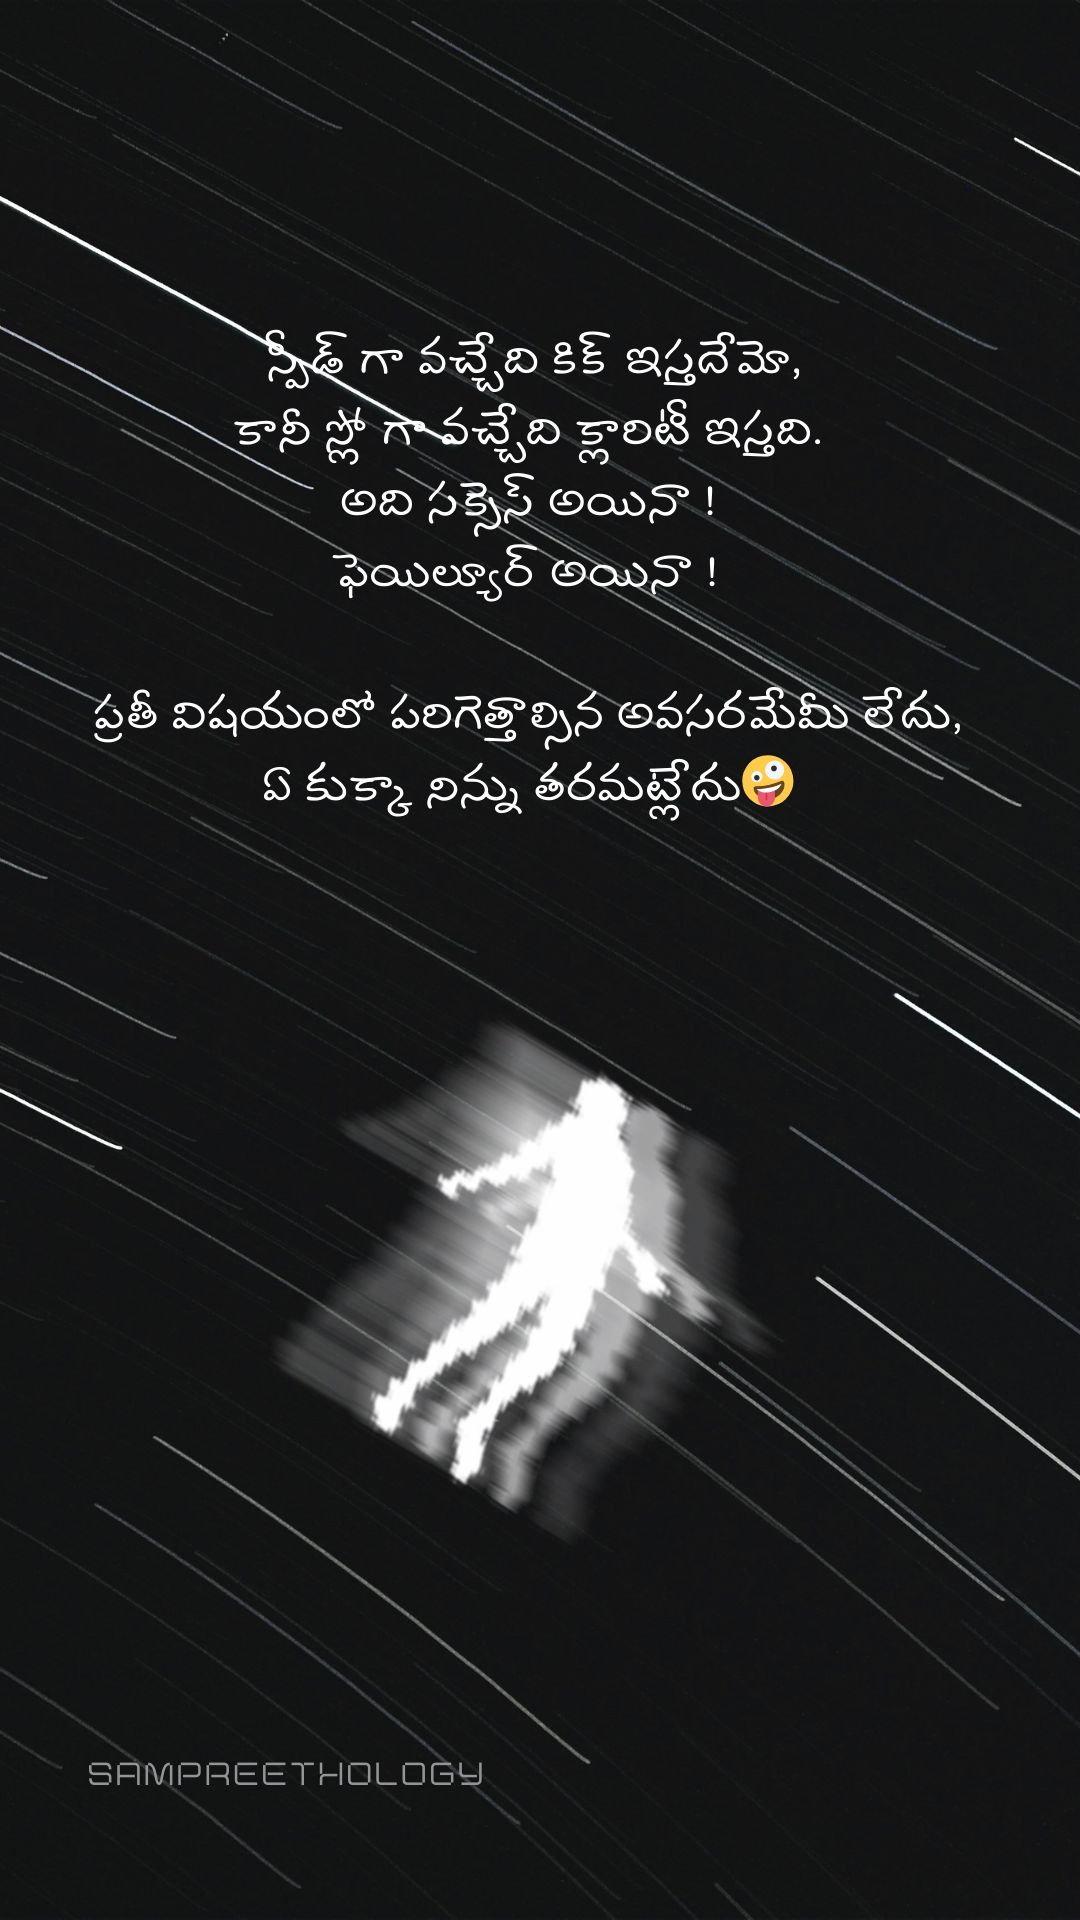 స్పీడ్ గా వచ్చేది కిక్ ఇస్తదేమో,
కానీ స్లో గా వచ్చేది క్లారిటీ ఇస్తది.
అది సక్సెస్ అయినా !
ఫెయిల్యూర్ అయినా !
ప్రతీ విషయంలో పరిగెత్తాల్సిన అవసరమేమీ లేదు,
ఏ కుక్కా నిన్ను తరమట్లేదు🤪
SAMPREETHOLOGY